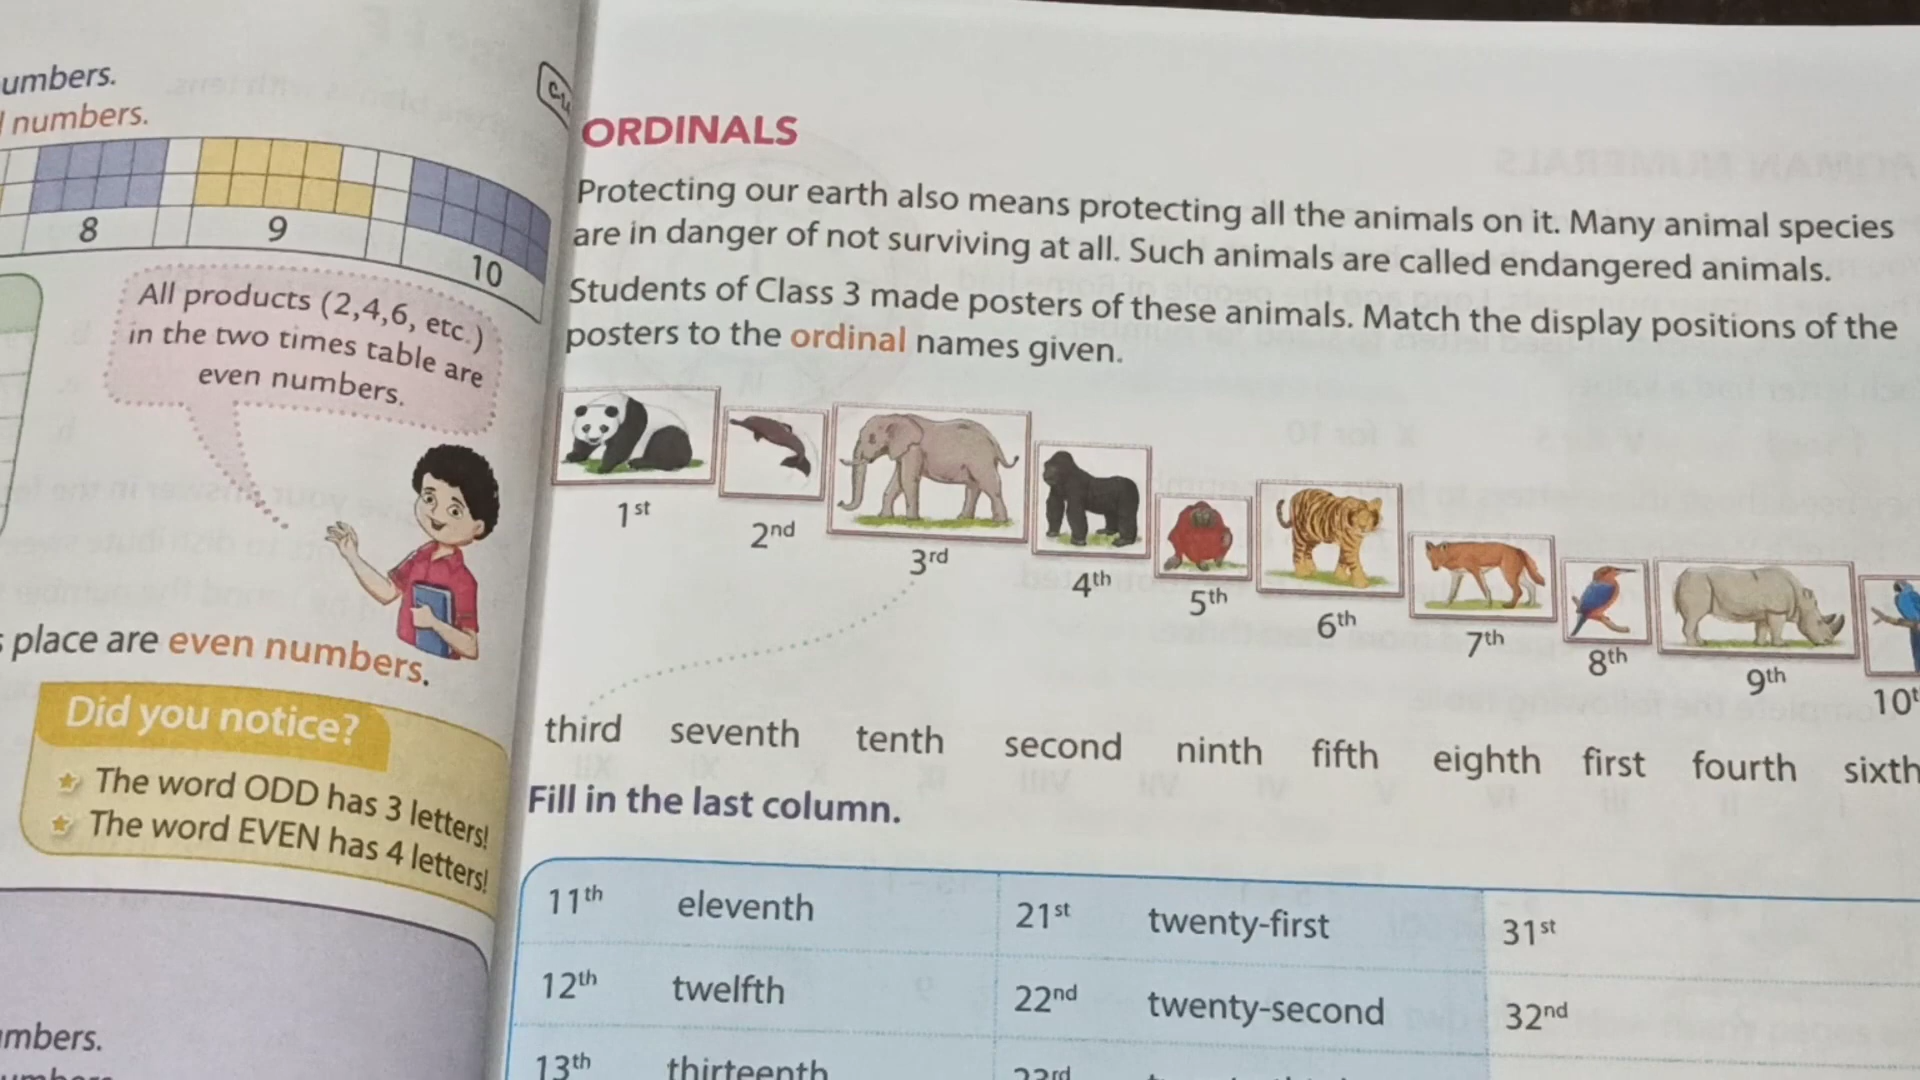 numbers.
8
9
10
All products (2,4,6, etc.)
in the two times table are
even numbers.
place are even numbers.
Did you notice?
The word ODD has 3 letters!
The word EVEN has 4 letters!
ORDINALS
Protecting our earth also means protecting all the animals on it. Many animal species
are in danger of not surviving at all. Such animals are called endangered animals.
Students of Class 3 made posters of these animals. Match the display positions of the
posters to the ordinal names given.
1st
2nd
3rd
4th
5th
6th
7th
8th
9th
10t
third seventh tenth second ninth fifth eighth first fourth sixth
Fill in the last column.
11th eleventh 21st twenty-first 31st
12th twelfth 22nd twenty-second 32nd
13th thirteenth